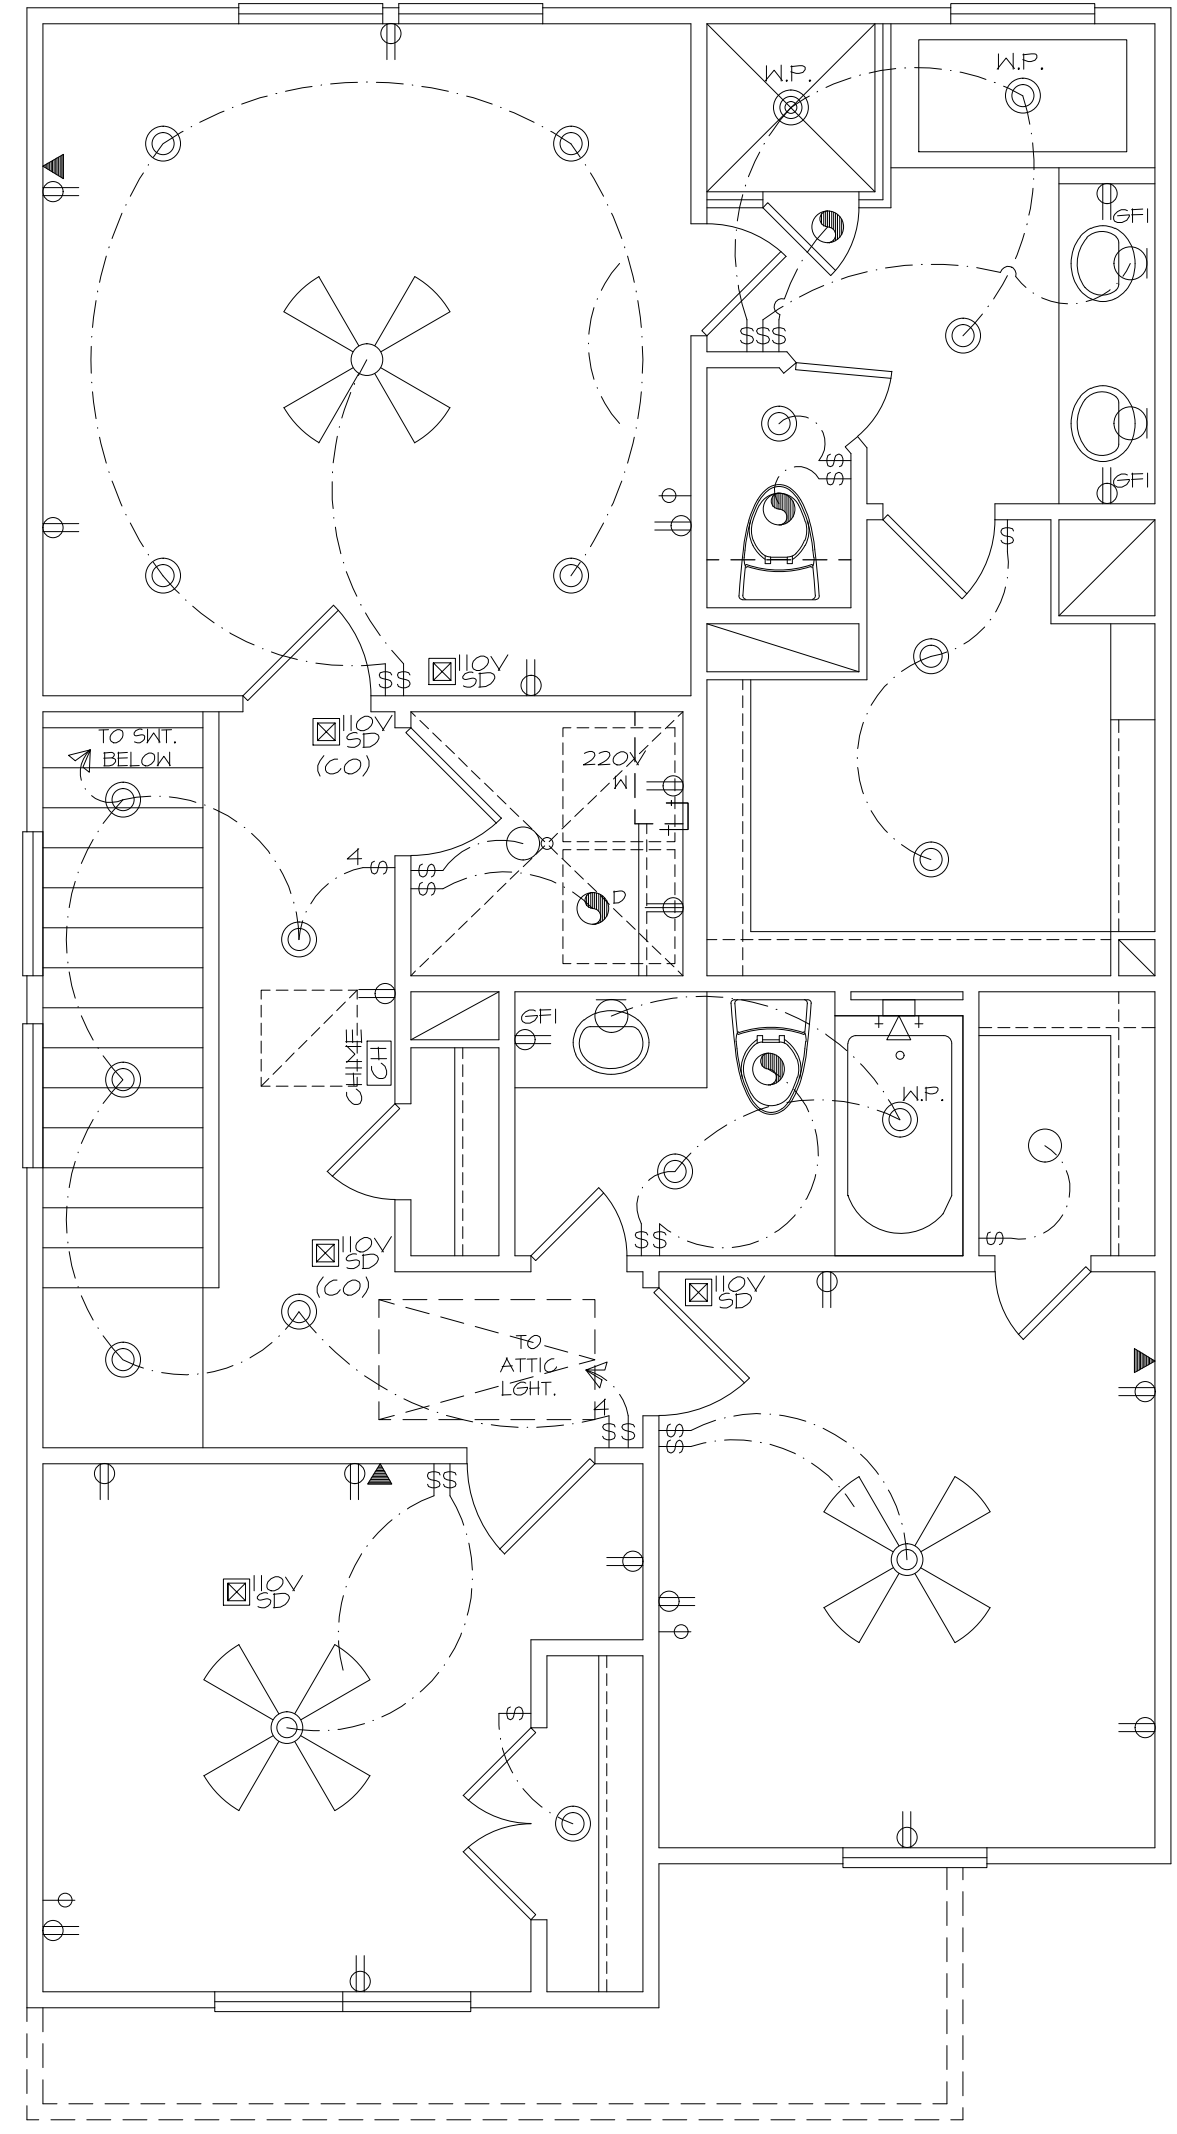 W.P.
W.P.
GFI
SSS
GFI
SS
S
110V
SD
SS
110V
SD
(CO)
TO SWT.
BELOW
220V
W
4
S
SS
D
GFI
CHIME
CH
W.P.
SS
S
110V
SD
(CO)
110V
SD
TO
ATTIC
LGHT.
4
SS
SS
SS
110V
SD
S